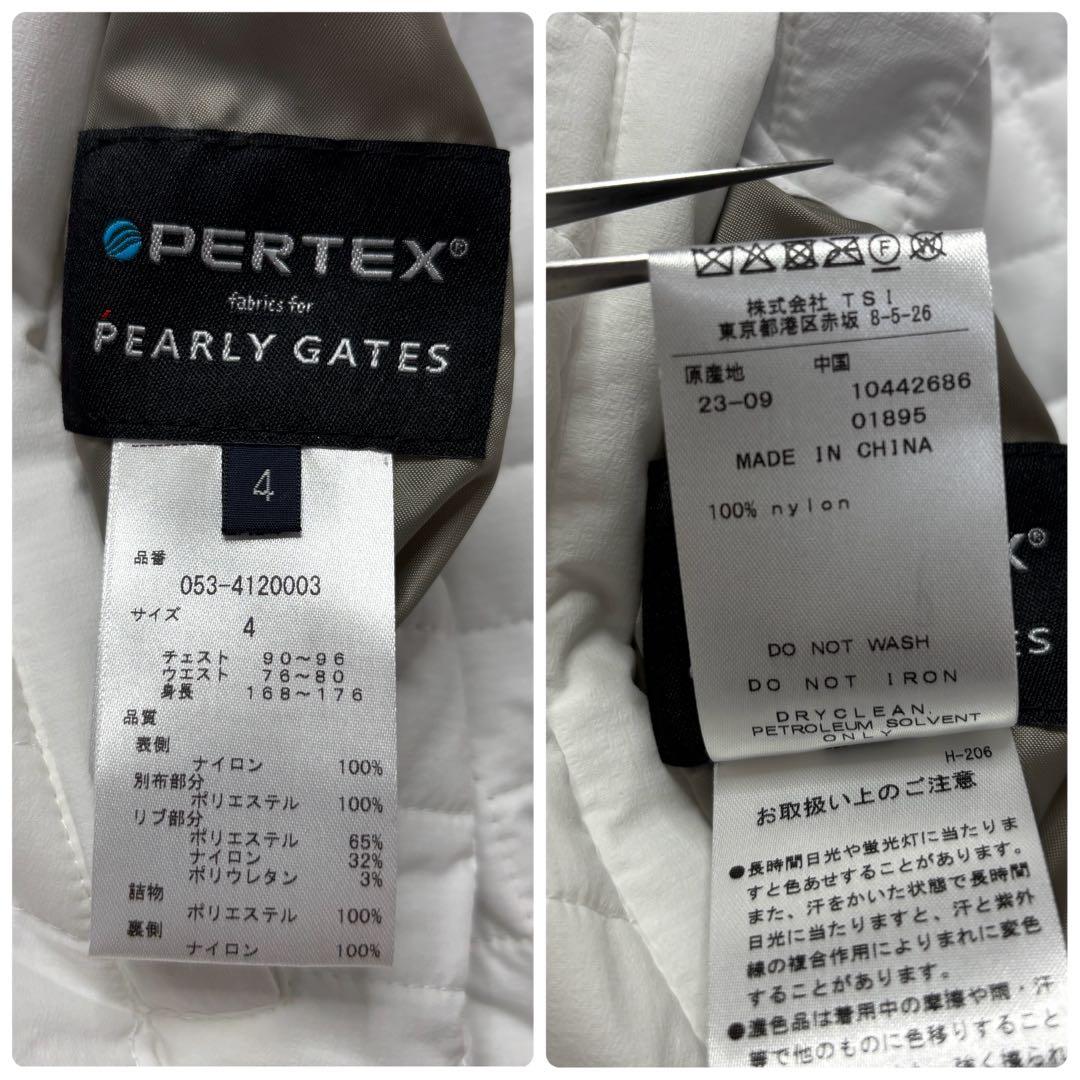 PERTEX®
fabrics for
PEARLY GATES
4
品番
053-4120003
サイズ
4
チェスト 90～96
ウエスト 76～80
身長 168～176
品質
表側
ナイロン 100%
別布部分
ポリエステル 100%
リブ部分
ポリエステル 65%
ナイロン 32%
ポリウレタン 3%
詰物
ポリエステル 100%
裏側
ナイロン 100%
F
W
株式会社 TSI
東京都港区赤坂 8-5-26
原産地 中国
23-09 10442686
01895
MADE IN CHINA
100% nylon
DO NOT WASH
DO NOT IRON
DRYCLEAN.
PETROLEUM SOLVENT
ONLY
X®
ES
H-206
お取扱い上のご注意
●長時間日光や蛍光灯に当たりま
すと色あせすることがあります。
また、汗をかいた状態で長時間
日光に当たりますと、汗と紫外
線の複合作用によりまれに変色
することがあります。
●濃色品は着用中の摩擦や雨・汗
等で他のものに色移りすること